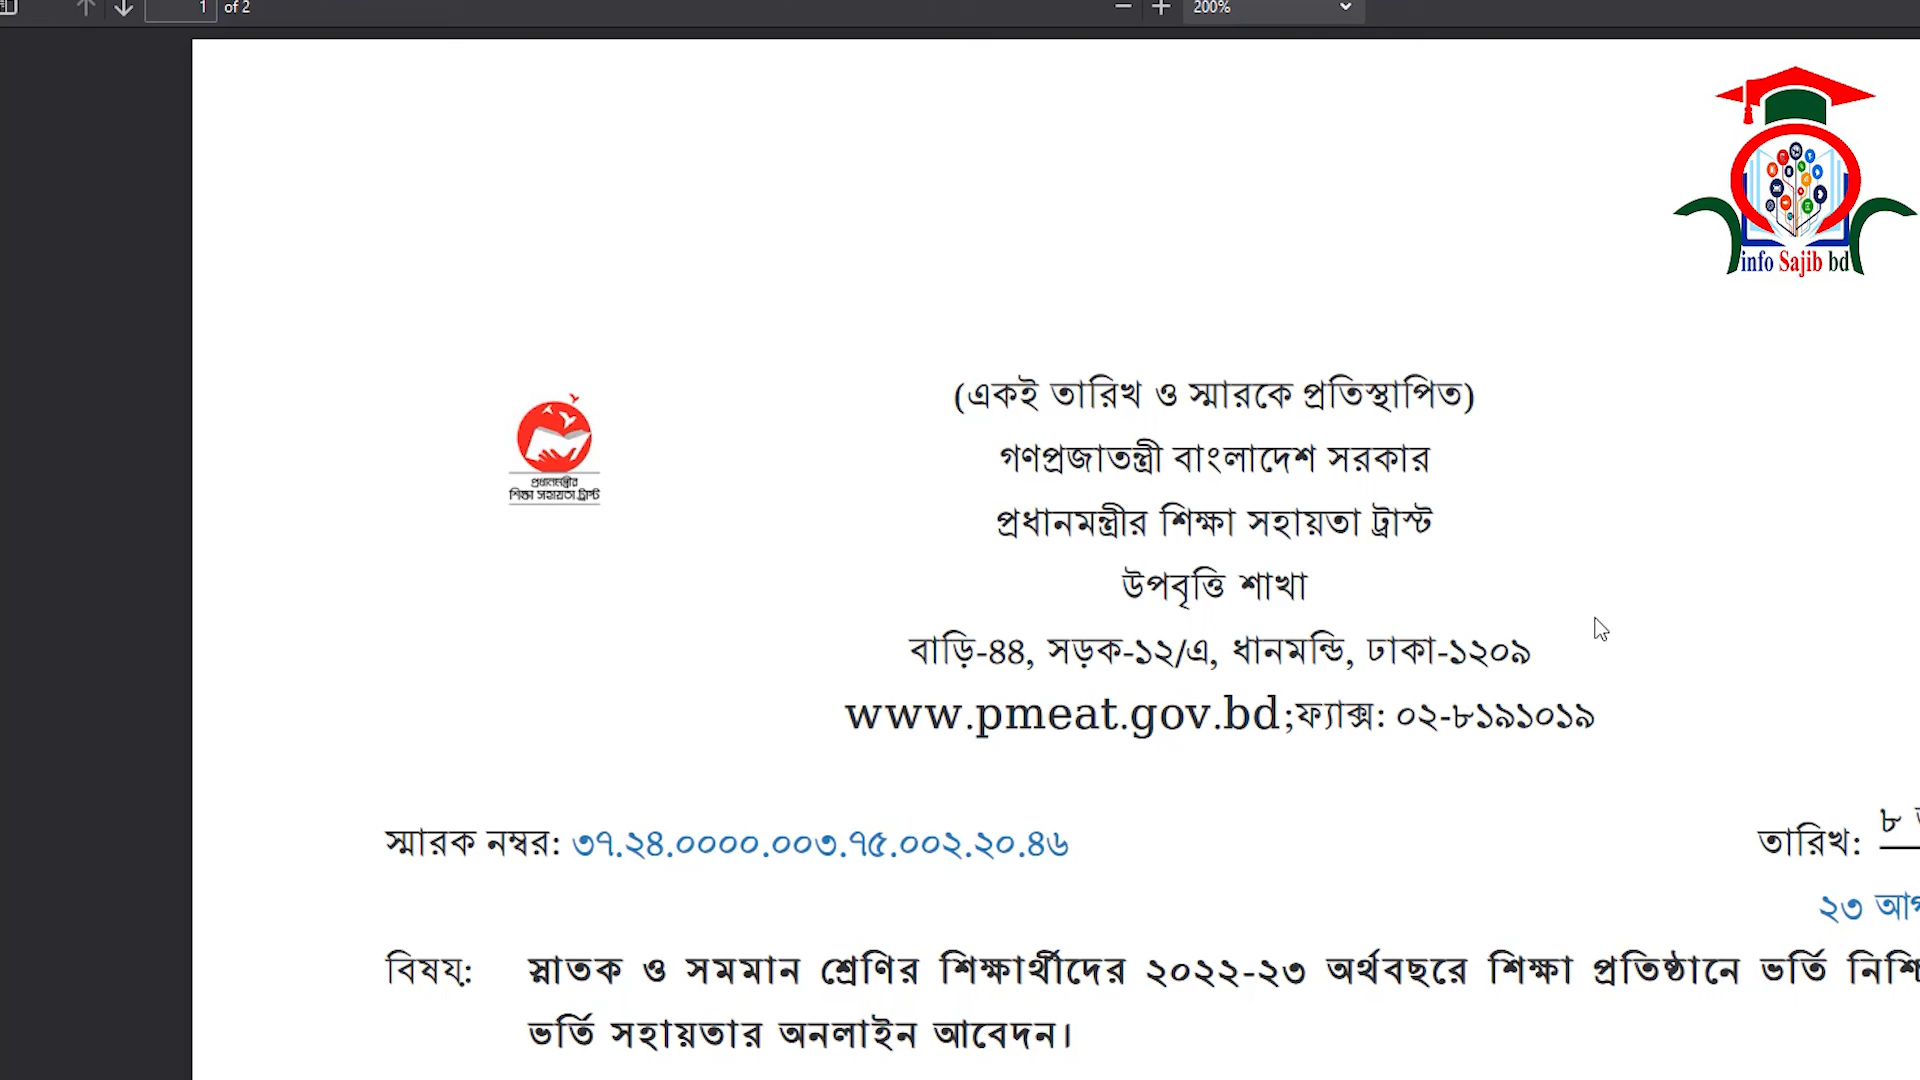 1 of 2
200%
info Sajib bd
(একই তারিখ ও স্মারকে প্রতিস্থাপিত)
গণপ্রজাতন্ত্রী বাংলাদেশ সরকার
প্রধানমন্ত্রীর
শিক্ষা সহায়তা ট্রাস্ট
প্রধানমন্ত্রীর শিক্ষা সহায়তা ট্রাস্ট
উপবৃত্তি শাখা
বাড়ি-৪৪, সড়ক-১২/এ, ধানমন্ডি, ঢাকা-১২০৯
www.pmeat.gov.bd;ফ্যাক্স: ০২-৮১৯১০১৯
স্মারক নম্বর: ৩৭.২৪.০০০০.০০৩.৭৫.০০২.২০.৪৬
তারিখ: ৮
২৩
বিষয়: স্নাতক ও সমমান শ্রেণির শিক্ষার্থীদের ২০২২-২৩ অর্থবছরে শিক্ষা প্রতিষ্ঠানে ভর্তি
ভর্তি সহায়তার অনলাইন আবেদন।